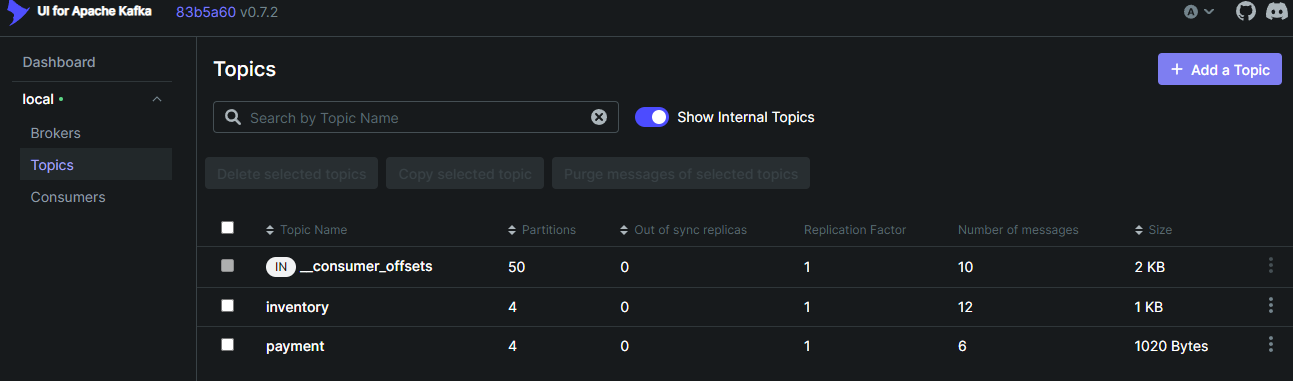 UI for Apache Kafka 83b5a60 v0.7.2 A
Dashboard
local
Brokers
Topics
Consumers
Topics
+ Add a Topic
Search by Topic Name
Show Internal Topics
Delete selected topics Copy selected topic Purge messages of selected topics
Topic Name Partitions Out of sync replicas Replication Factor Number of messages Size
IN __consumer_offsets 50 0 1 10 2 KB
inventory 4 0 1 12 1 KB
payment 4 0 1 6 1020 Bytes